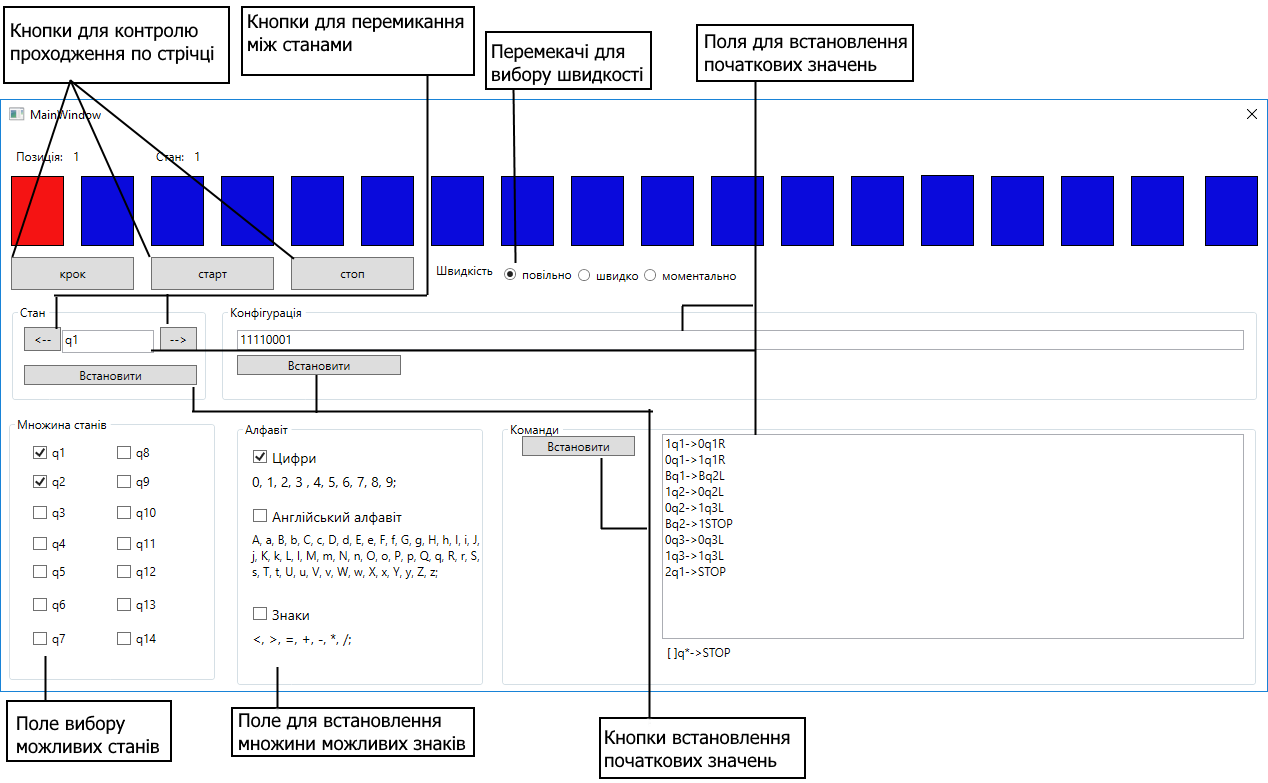 Кнопки для контролю
проходження по стрічці
Кнопки для перемикання
між станами
Перемекачі для
вибору швидкості
Поля для встановлення
початкових значень
MainWindow
Позиція: 1
Стан: 1
крок
старт
стоп
Швидкість
повільно
швидко
моментально
Стан
<--
q1
-->
Встановити
Конфігурація
11110001
Встановити
Множина станів
q1
q2
q3
q4
q5
q6
q7
q8
q9
q10
q11
q12
q13
q14
Алфавіт
Цифри
0, 1, 2, 3 , 4, 5, 6, 7, 8, 9;
Англійський алфавіт
A, a, B, b, C, c, D, d, E, e, F, f, G, g, H, h, I, i, J,
j, K, k, L, l, M, m, N, n, O, o, P, p, Q, q, R, r, S,
s, T, t, U, u, V, v, W, w, X, x, Y, y, Z, z;
Знаки
<, >, =, +, -, *, /;
Команди
Встановити
1q1->0q1R
0q1->1q1R
Bq1->Bq2L
1q2->0q2L
0q2->1q3L
Bq2->1STOP
0q3->0q3L
1q3->1q3L
2q1->STOP
[ ]q*->STOP
Поле вибору
можливих станів
Поле для встановлення
множини можливих знаків
Кнопки встановлення
початкових значень